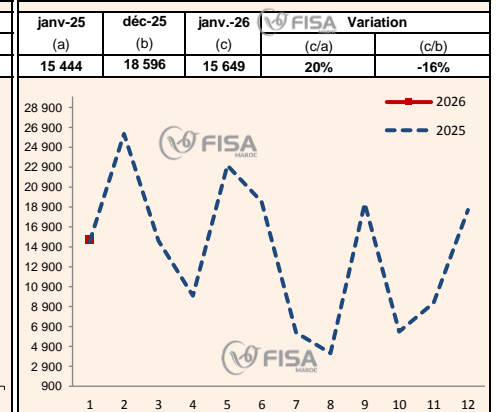 janv-25 déc-25 janv.-26 Variation
(a) (b) (c) (c/a) (c/b)
15 444 18 596 15 649 20% -16%
FISA
28 900
26 900
24 900
22 900
20 900
18 900
16 900
14 900
12 900
10 900
8 900
6 900
4 900
2 900
900
2026
2025
FISA
MAROC
FISA
MAROC
1 2 3 4 5 6 7 8 9 10 11 12